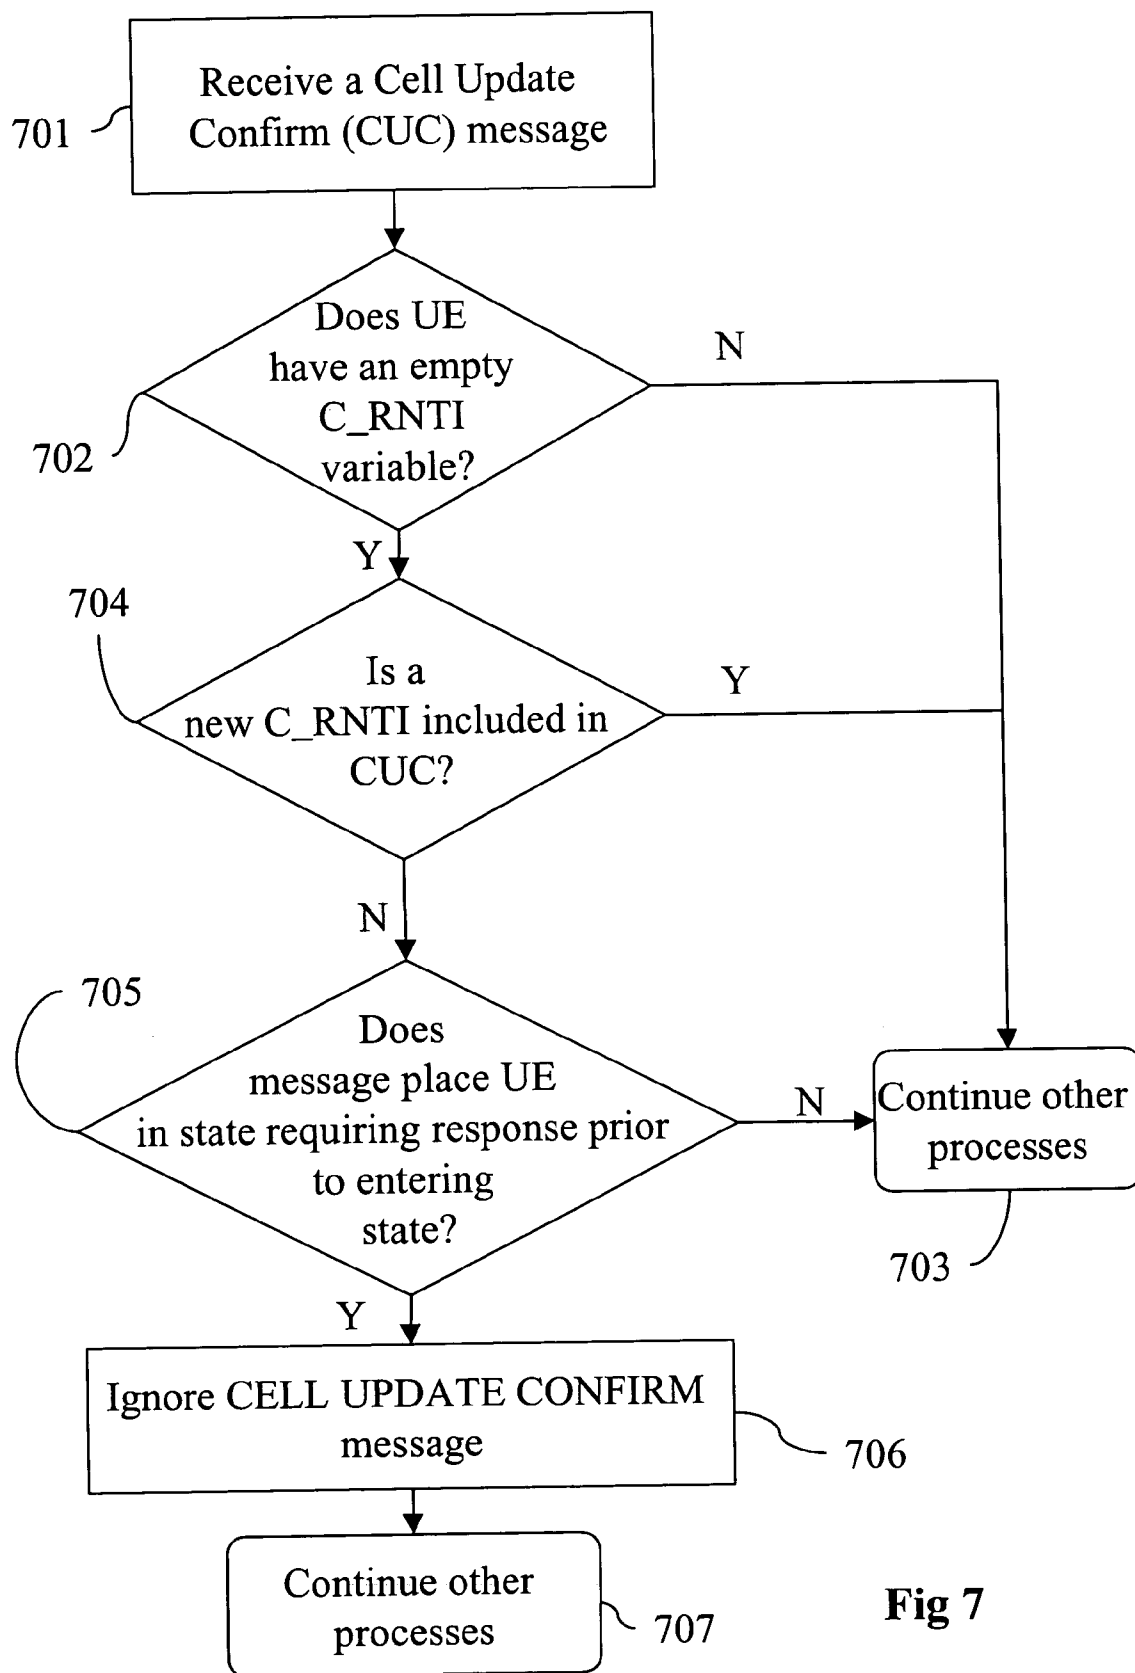 Receive a Cell Update
Confirm (CUC) message
701
Does UE
have an empty
C_RNTI
variable?
N
702
Y
704
Is a
new C_RNTI included in
CUC?
Y
N
705
Does
message place UE
in state requiring response prior
to entering
state?
N
Continue other
processes
703
Y
Ignore CELL UPDATE CONFIRM
message
706
Continue other
processes
707
Fig 7